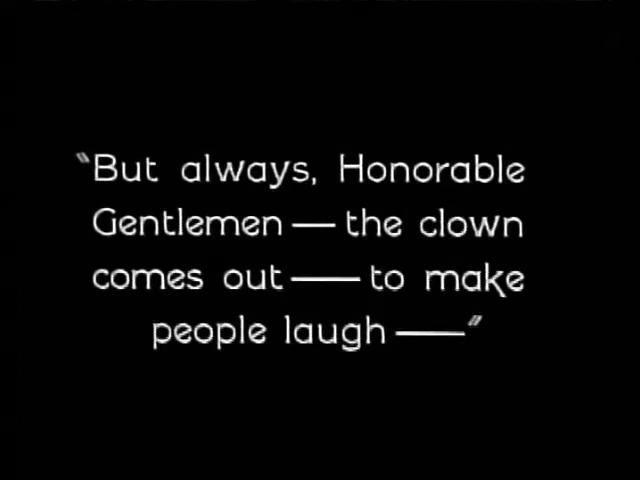 "But always, Honorable
Gentlemen — the clown
comes out —— to make
people laugh ——"